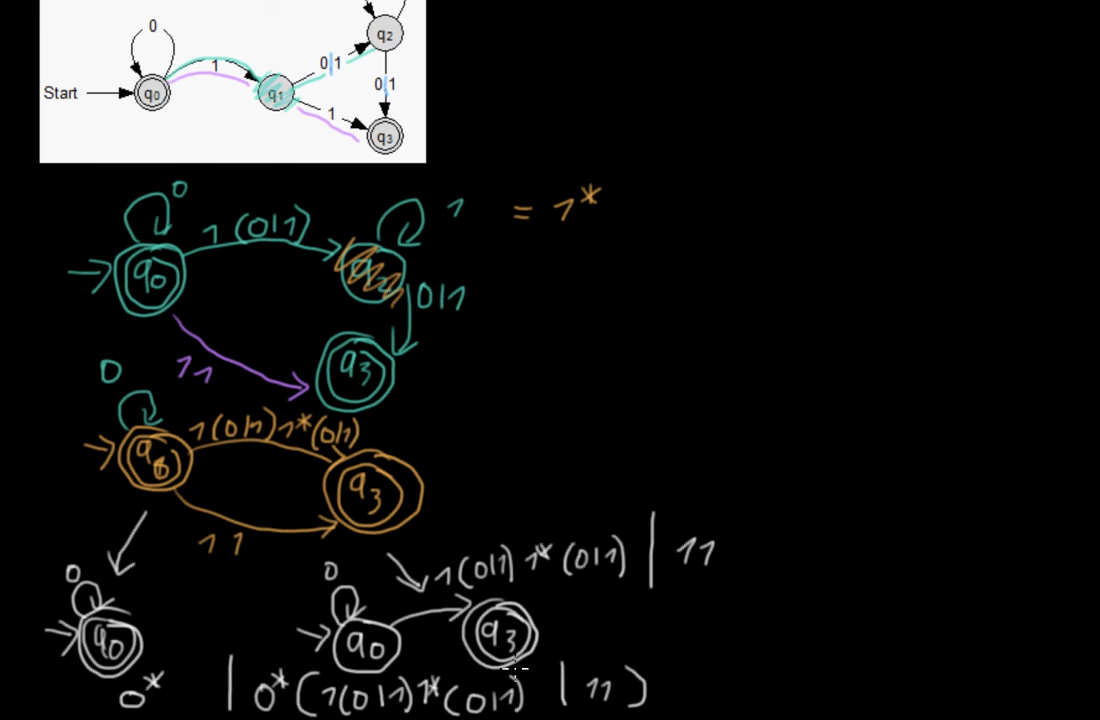 0
q2
1
0|1
Start
q0
q1
0|1
1
q3
0
1
= 1*
1 (0|1)
q0
0|1
11
q3
0
1(0|1)1*(0|1)
q0
q3
11
1(0|1) 1* (0|1) | 11
0
0
q0
q0
q3
0* | 0* (1(0|1)1*(0|1) | 11)